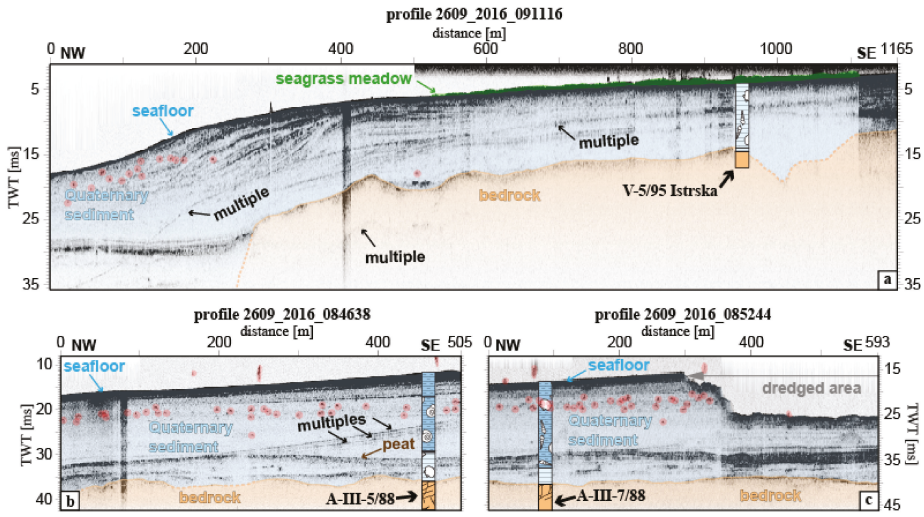 profile 2609_2016_091116
distance [m]
NW SE
0 200 400 600 800 1000 1165
seagrass meadow
5 5
seafloor
multiple
15 15
TWT [ms]
Quaternary
sediment
multiple
bedrock
V-5/95 Istrska
25 25
multiple
35 35
a
profile 2609_2016_084638
distance [m]
NW SE
0 200 400 505
10
seafloor
20
TWT [ms]
Quaternary
sediment
multiples
30
peat
40
bedrock
A-III-5/88
b
profile 2609_2016_085244
distance [m]
NW SE
0 200 400 593
seafloor
15
dredged area
25
TWT [ms]
Quaternary
sediment
35
A-III-7/88
bedrock
45
c